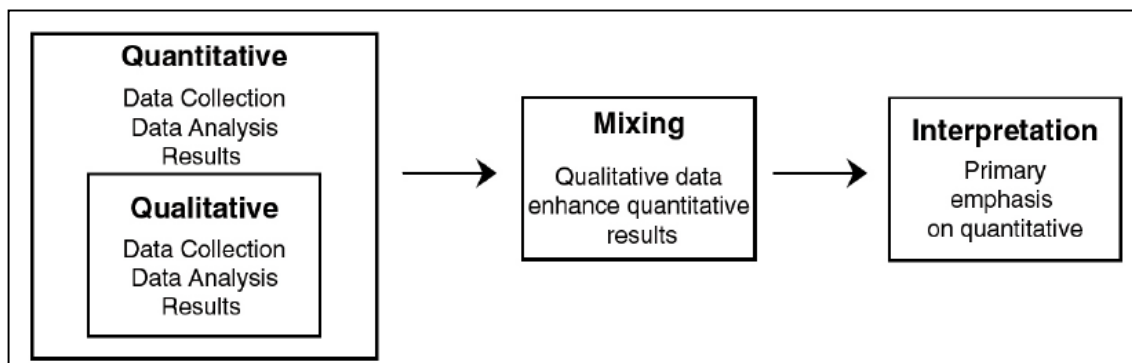 Quantitative
Data Collection
Data Analysis
Results
Qualitative
Data Collection
Data Analysis
Results
Mixing
Qualitative data
enhance quantitative
results
Interpretation
Primary
emphasis
on quantitative